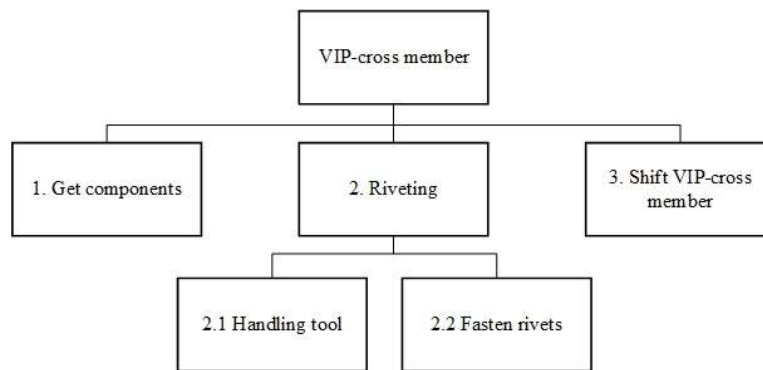 VIP-cross member
1. Get components
2. Riveting
3. Shift VIP-cross
member
2.1 Handling tool
2.2 Fasten rivets